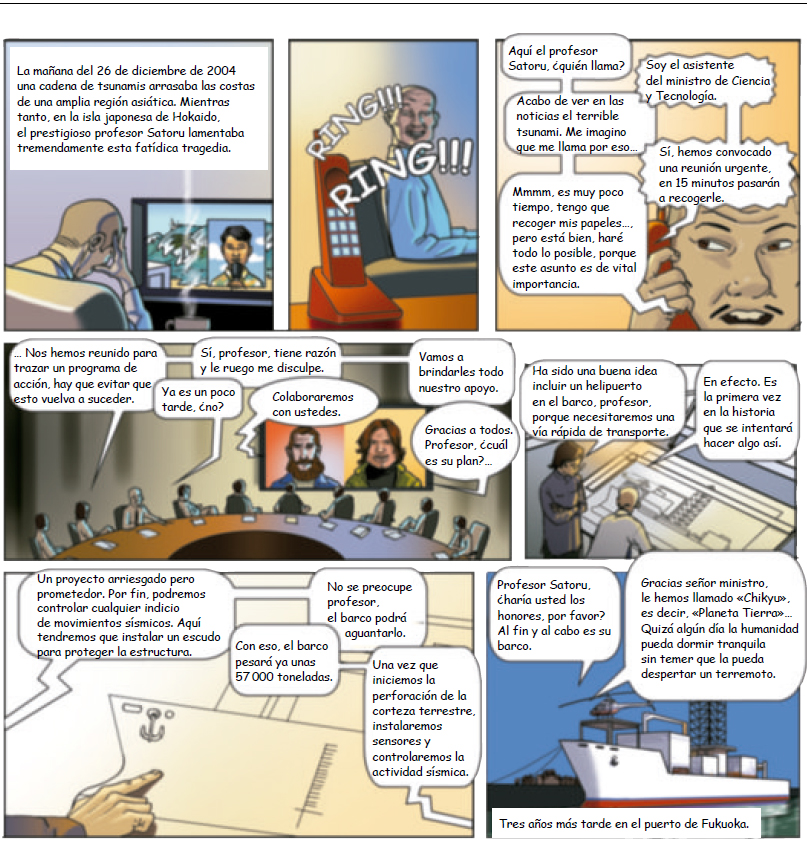 La mañana del 26 de diciembre de 2004
una cadena de tsunamis arrasaba las costas
de una amplia región asiática. Mientras
tanto, en la isla japonesa de Hokaido,
el prestigioso profesor Satoru lamentaba
tremendamente esta fatídica tragedia.
RING!!!
RING!!!
Aquí el profesor
Satoru, ¿quién llama?
Soy el asistente
del ministro de Ciencia
y Tecnología.
Acabo de ver en las
noticias el terrible
tsunami. Me imagino
que me llama por eso...
Sí, hemos convocado
una reunión urgente,
en 15 minutos pasarán
a recogerle.
Mmmm, es muy poco
tiempo, tengo que
recoger mis papeles...,
pero está bien, haré
todo lo posible, porque
este asunto es de vital
importancia.
... Nos hemos reunido para
trazar un programa de
acción, hay que evitar que
esto vuelva a suceder.
Ya es un poco
tarde, ¿no?
Sí, profesor, tiene razón
y le ruego me disculpe.
Colaboraremos
con ustedes.
Vamos a
brindarles todo
nuestro apoyo.
Gracias a todos.
Profesor, ¿cuál
es su plan?...
Ha sido una buena idea
incluir un helipuerto
en el barco, profesor,
porque necesitaremos una
vía rápida de transporte.
En efecto. Es
la primera vez
en la historia
que se intentará
hacer algo así.
Un proyecto arriesgado pero
prometedor. Por fin, podremos
controlar cualquier indicio
de movimientos sísmicos. Aquí
tendremos que instalar un escudo
para proteger la estructura.
No se preocupe
profesor,
el barco podrá
aguantarlo.
Con eso, el barco
pesará ya unas
57 000 toneladas.
Una vez que
iniciemos la
perforación de la
corteza terrestre,
instalaremos
sensores y
controlaremos la
actividad sísmica.
Profesor Satoru,
¿haría usted los
honores, por favor?
Al fin y al cabo es su
barco.
Gracias señor ministro,
le hemos llamado «Chikyu»,
es decir, «Planeta Tierra»...
Quizá algún día la humanidad
pueda dormir tranquila
sin temer que la pueda
despertar un terremoto.
Tres años más tarde en el puerto de Fukuoka.